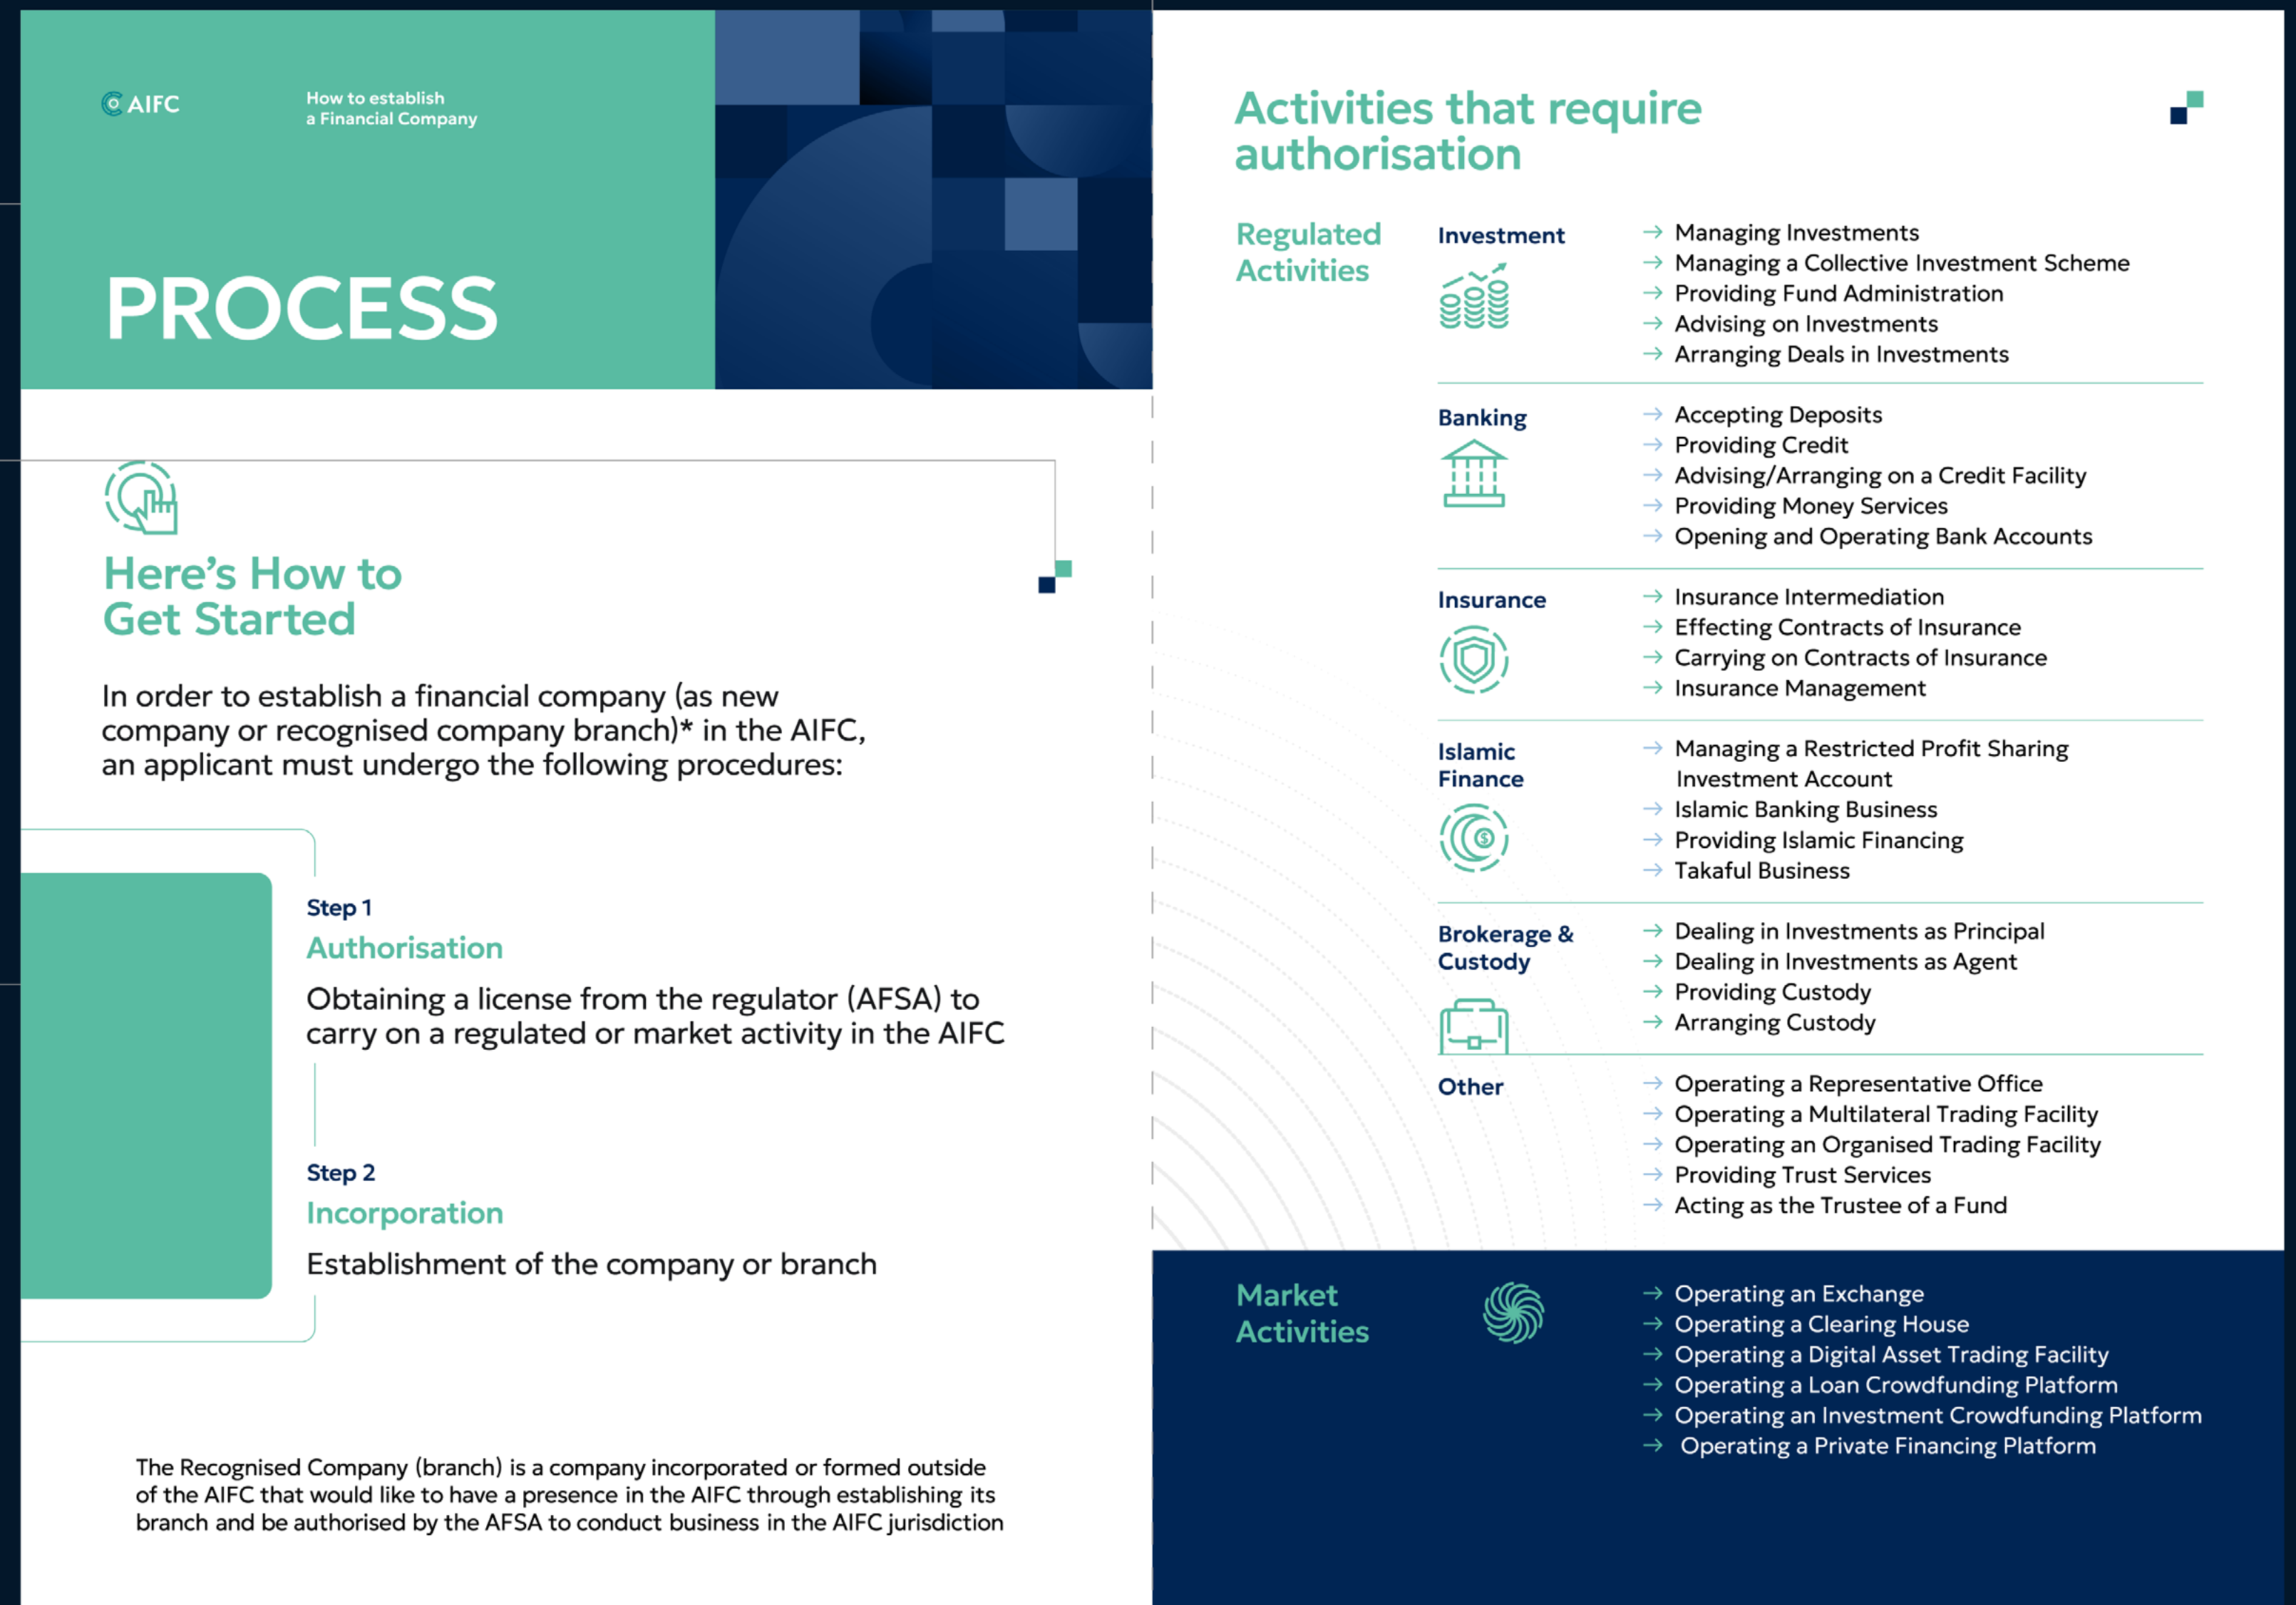 AIFC
How to establish
a Financial Company
PROCESS
Here's How to
Get Started
In order to establish a financial company (as new
company or recognised company branch)* in the AIFC,
an applicant must undergo the following procedures:
Step 1
Authorisation
Obtaining a license from the regulator (AFSA) to
carry on a regulated or market activity in the AIFC
Step 2
Incorporation
Establishment of the company or branch
The Recognised Company (branch) is a company incorporated or formed outside
of the AIFC that would like to have a presence in the AIFC through establishing its
branch and be authorised by the AFSA to conduct business in the AIFC jurisdiction
Activities that require
authorisation
Regulated
Activities
Investment
→ Managing Investments
→ Managing a Collective Investment Scheme
→ Providing Fund Administration
→ Advising on Investments
→ Arranging Deals in Investments
Banking
→ Accepting Deposits
→ Providing Credit
→ Advising/Arranging on a Credit Facility
→ Providing Money Services
→ Opening and Operating Bank Accounts
Insurance
→ Insurance Intermediation
→ Effecting Contracts of Insurance
→ Carrying on Contracts of Insurance
→ Insurance Management
Islamic
Finance
→ Managing a Restricted Profit Sharing
Investment Account
→ Islamic Banking Business
→ Providing Islamic Financing
→ Takaful Business
Brokerage &
Custody
→ Dealing in Investments as Principal
→ Dealing in Investments as Agent
→ Providing Custody
→ Arranging Custody
Other
→ Operating a Representative Office
→ Operating a Multilateral Trading Facility
→ Operating an Organised Trading Facility
→ Providing Trust Services
→ Acting as the Trustee of a Fund
Market
Activities
→ Operating an Exchange
→ Operating a Clearing House
→ Operating a Digital Asset Trading Facility
→ Operating a Loan Crowdfunding Platform
→ Operating an Investment Crowdfunding Platform
→ Operating a Private Financing Platform